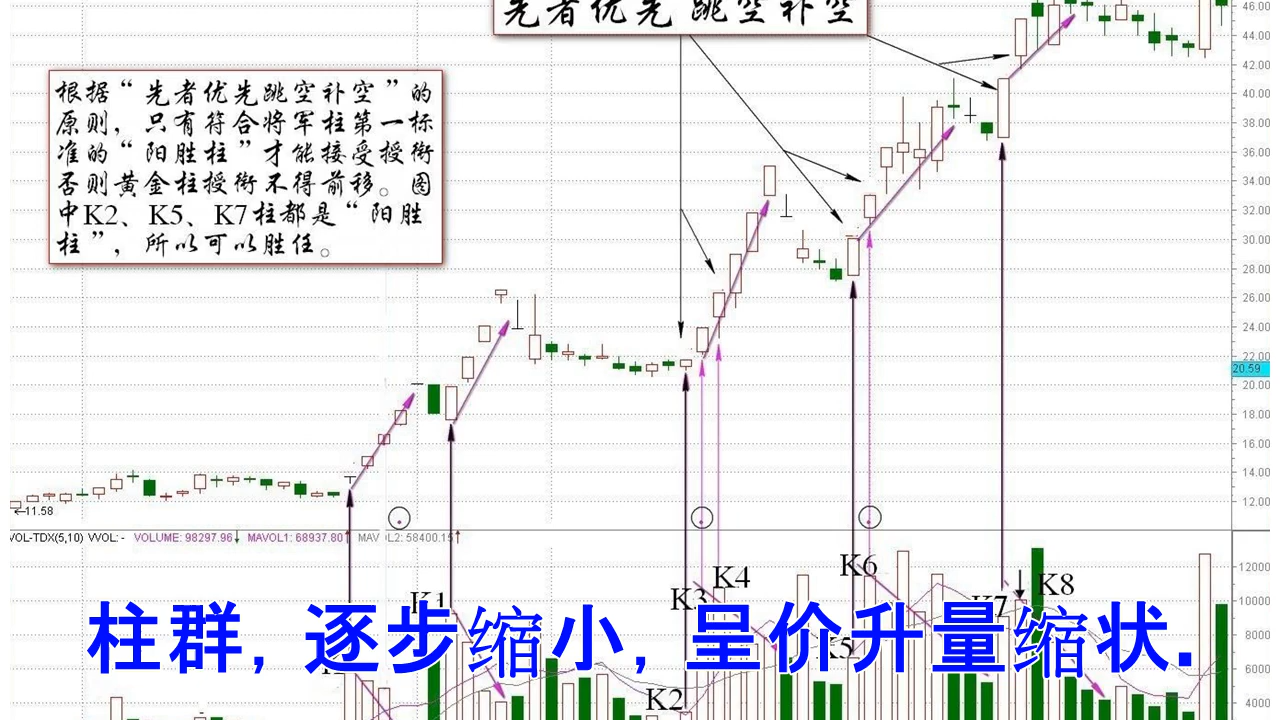 先者优先 跳空补空
根据“先者优先跳空补空”的
原则，只有符合将军柱第一标
准的“阳胜柱”才能接受授衔
否则黄金柱授衔不得前移。图
中K2、K5、K7柱都是“阳胜
柱”，所以可以胜任。
46.00
44.00
42.00
40.00
38.00
36.00
34.00
32.00
30.00
28.00
26.00
24.00
22.00
20.59
20.00
18.00
16.00
14.00
12.00
←11.58
VOL-TDX(5,10) VVOL: - VOLUME: 98297.96↓ MAVOL1: 68937.80↑ MAVOL2: 58400.15↑
K6
12000
K4
K8
K3
K1
K7
10000
8000
柱群, 逐步缩小, 呈价升量缩状.
K5
6000
K2
4000